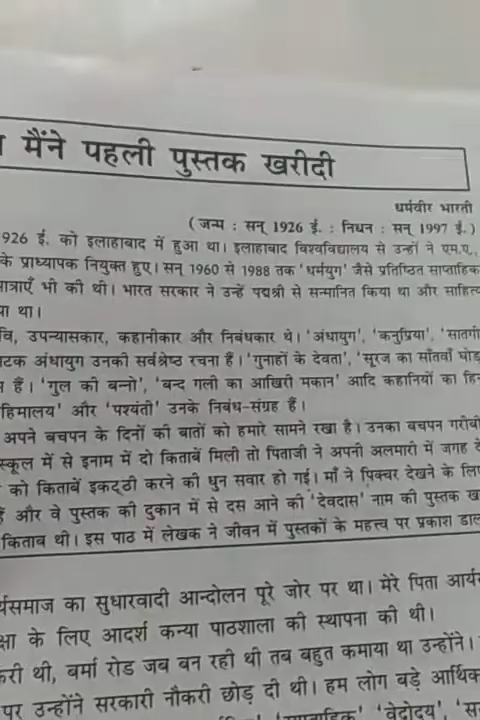 मैंने पहली पुस्तक खरीदी
धर्मवीर भारती
( जन्म : सन् 1926 ई. : निधन : सन् 1997 ई. )
926 ई. को इलाहाबाद में हुआ था। इलाहाबाद विश्वविद्यालय से उन्हों ने एम.ए.,
के प्राध्यापक नियुक्त हुए। सन् 1960 से 1988 तक 'धर्मयुग' जैसे प्रतिष्ठित साप्ताहिक
यात्राएँ भी की थी। भारत सरकार ने उन्हें पद्मश्री से सन्मानित किया था और साहित्य
था।
उपन्यासकार, कहानीकार और निबंधकार थे। 'अंधायुग', 'कनुप्रिया', 'सातगी
अंधायुग उनकी सर्वश्रेष्ठ रचना हैं। 'गुनाहों के देवता', 'सूरज का साँतवाँ घोड़
हैं। 'गुल की बन्नो', 'बन्द गली का आखिरी मकान' आदि कहानियों का हिन
हिमालय' और 'पश्यंती' उनके निबंध-संग्रह हैं।
अपने बचपन के दिनों की बातों को हमारे सामने रखा है। उनका बचपन गरीबी
स्कूल में से इनाम में दो किताबें मिली तो पिताजी ने अपनी अलमारी में जगह दे
को किताबें इकट्ठी करने की धुन सवार हो गई। माँ ने पिक्चर देखने के लिए
और वे पुस्तक की दुकान में से दस आने की 'देवदास' नाम की पुस्तक ख
किताब थी। इस पाठ में लेखक ने जीवन में पुस्तकों के महत्त्व पर प्रकाश डाल
र्यसमाज का सुधारवादी आन्दोलन पूरे जोर पर था। मेरे पिता आर्यस
क्षा के लिए आदर्श कन्या पाठशाला की स्थापना की थी।
करी थी, बर्मा रोड जब बन रही थी तब बहुत कमाया था उन्होंने।
पर उन्होंने सरकारी नौकरी छोड़ दी थी। हम लोग बड़े आर्थिक
'वेदोदय',